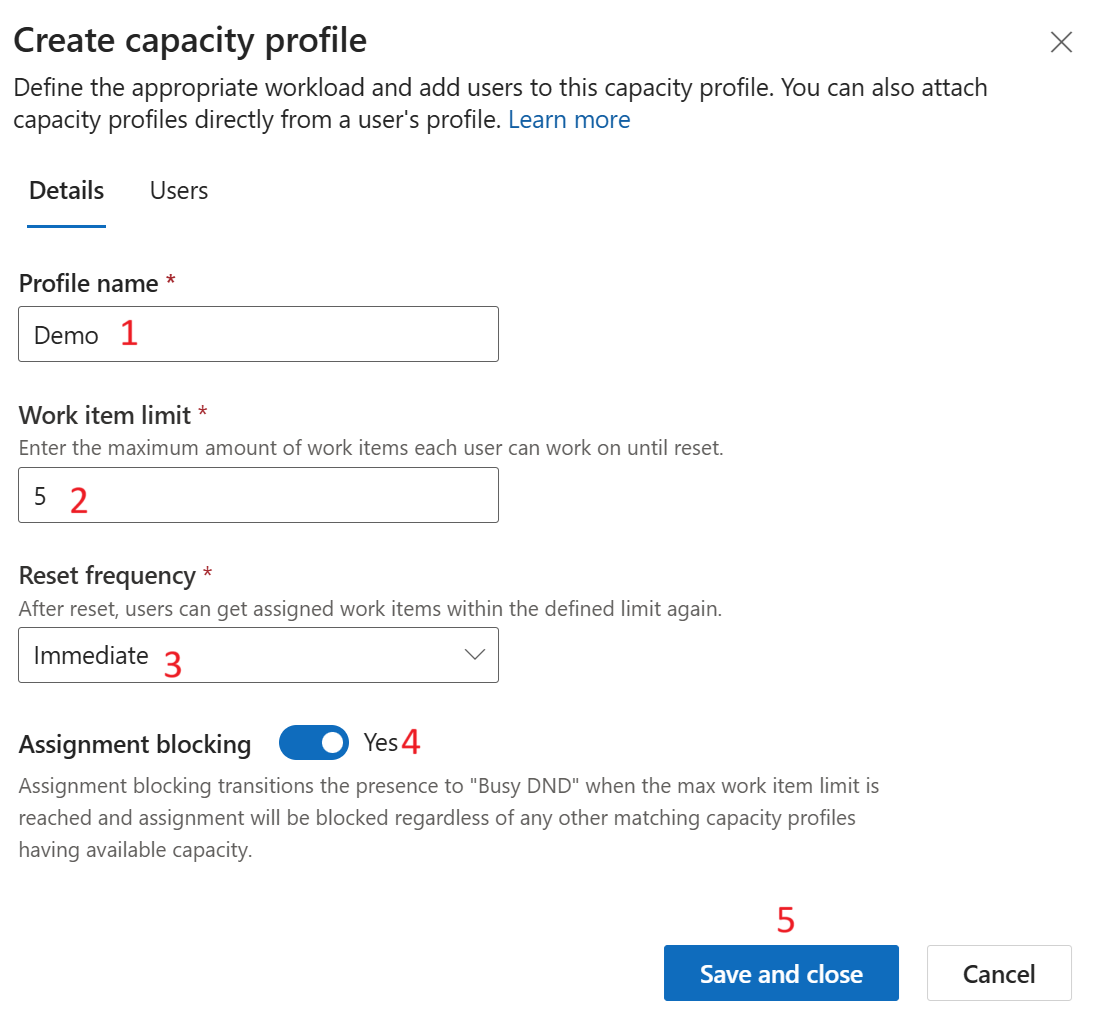 Create capacity profile
Define the appropriate workload and add users to this capacity profile. You can also attach
capacity profiles directly from a user's profile. Learn more
Details Users
Profile name *
Demo 1
Work item limit *
Enter the maximum amount of work items each user can work on until reset.
5 2
Reset frequency *
After reset, users can get assigned work items within the defined limit again.
Immediate 3
Assignment blocking Yes 4
Assignment blocking transitions the presence to "Busy DND" when the max work item limit is
reached and assignment will be blocked regardless of any other matching capacity profiles
having available capacity.
5
Save and close Cancel